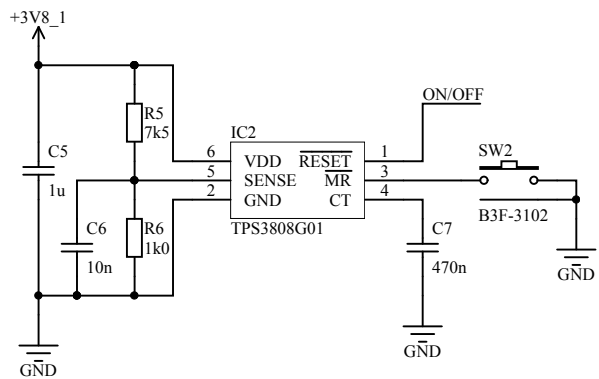 +3V8_1
ON/OFF
R5
7k5
IC2
SW2
C5
1u
6
VDD
RESET
1
5
SENSE
MR
3
2
GND
CT
4
B3F-3102
C6
10n
R6
1k0
TPS3808G01
C7
470n
GND
GND
GND